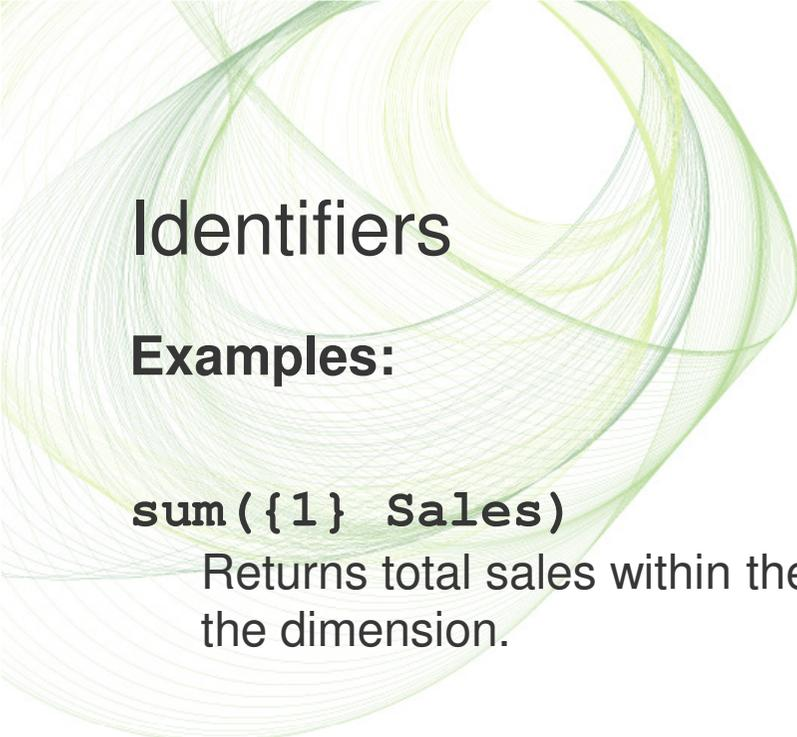 Identifiers
Examples:
sum({1} Sales)
Returns total sales within the
the dimension.